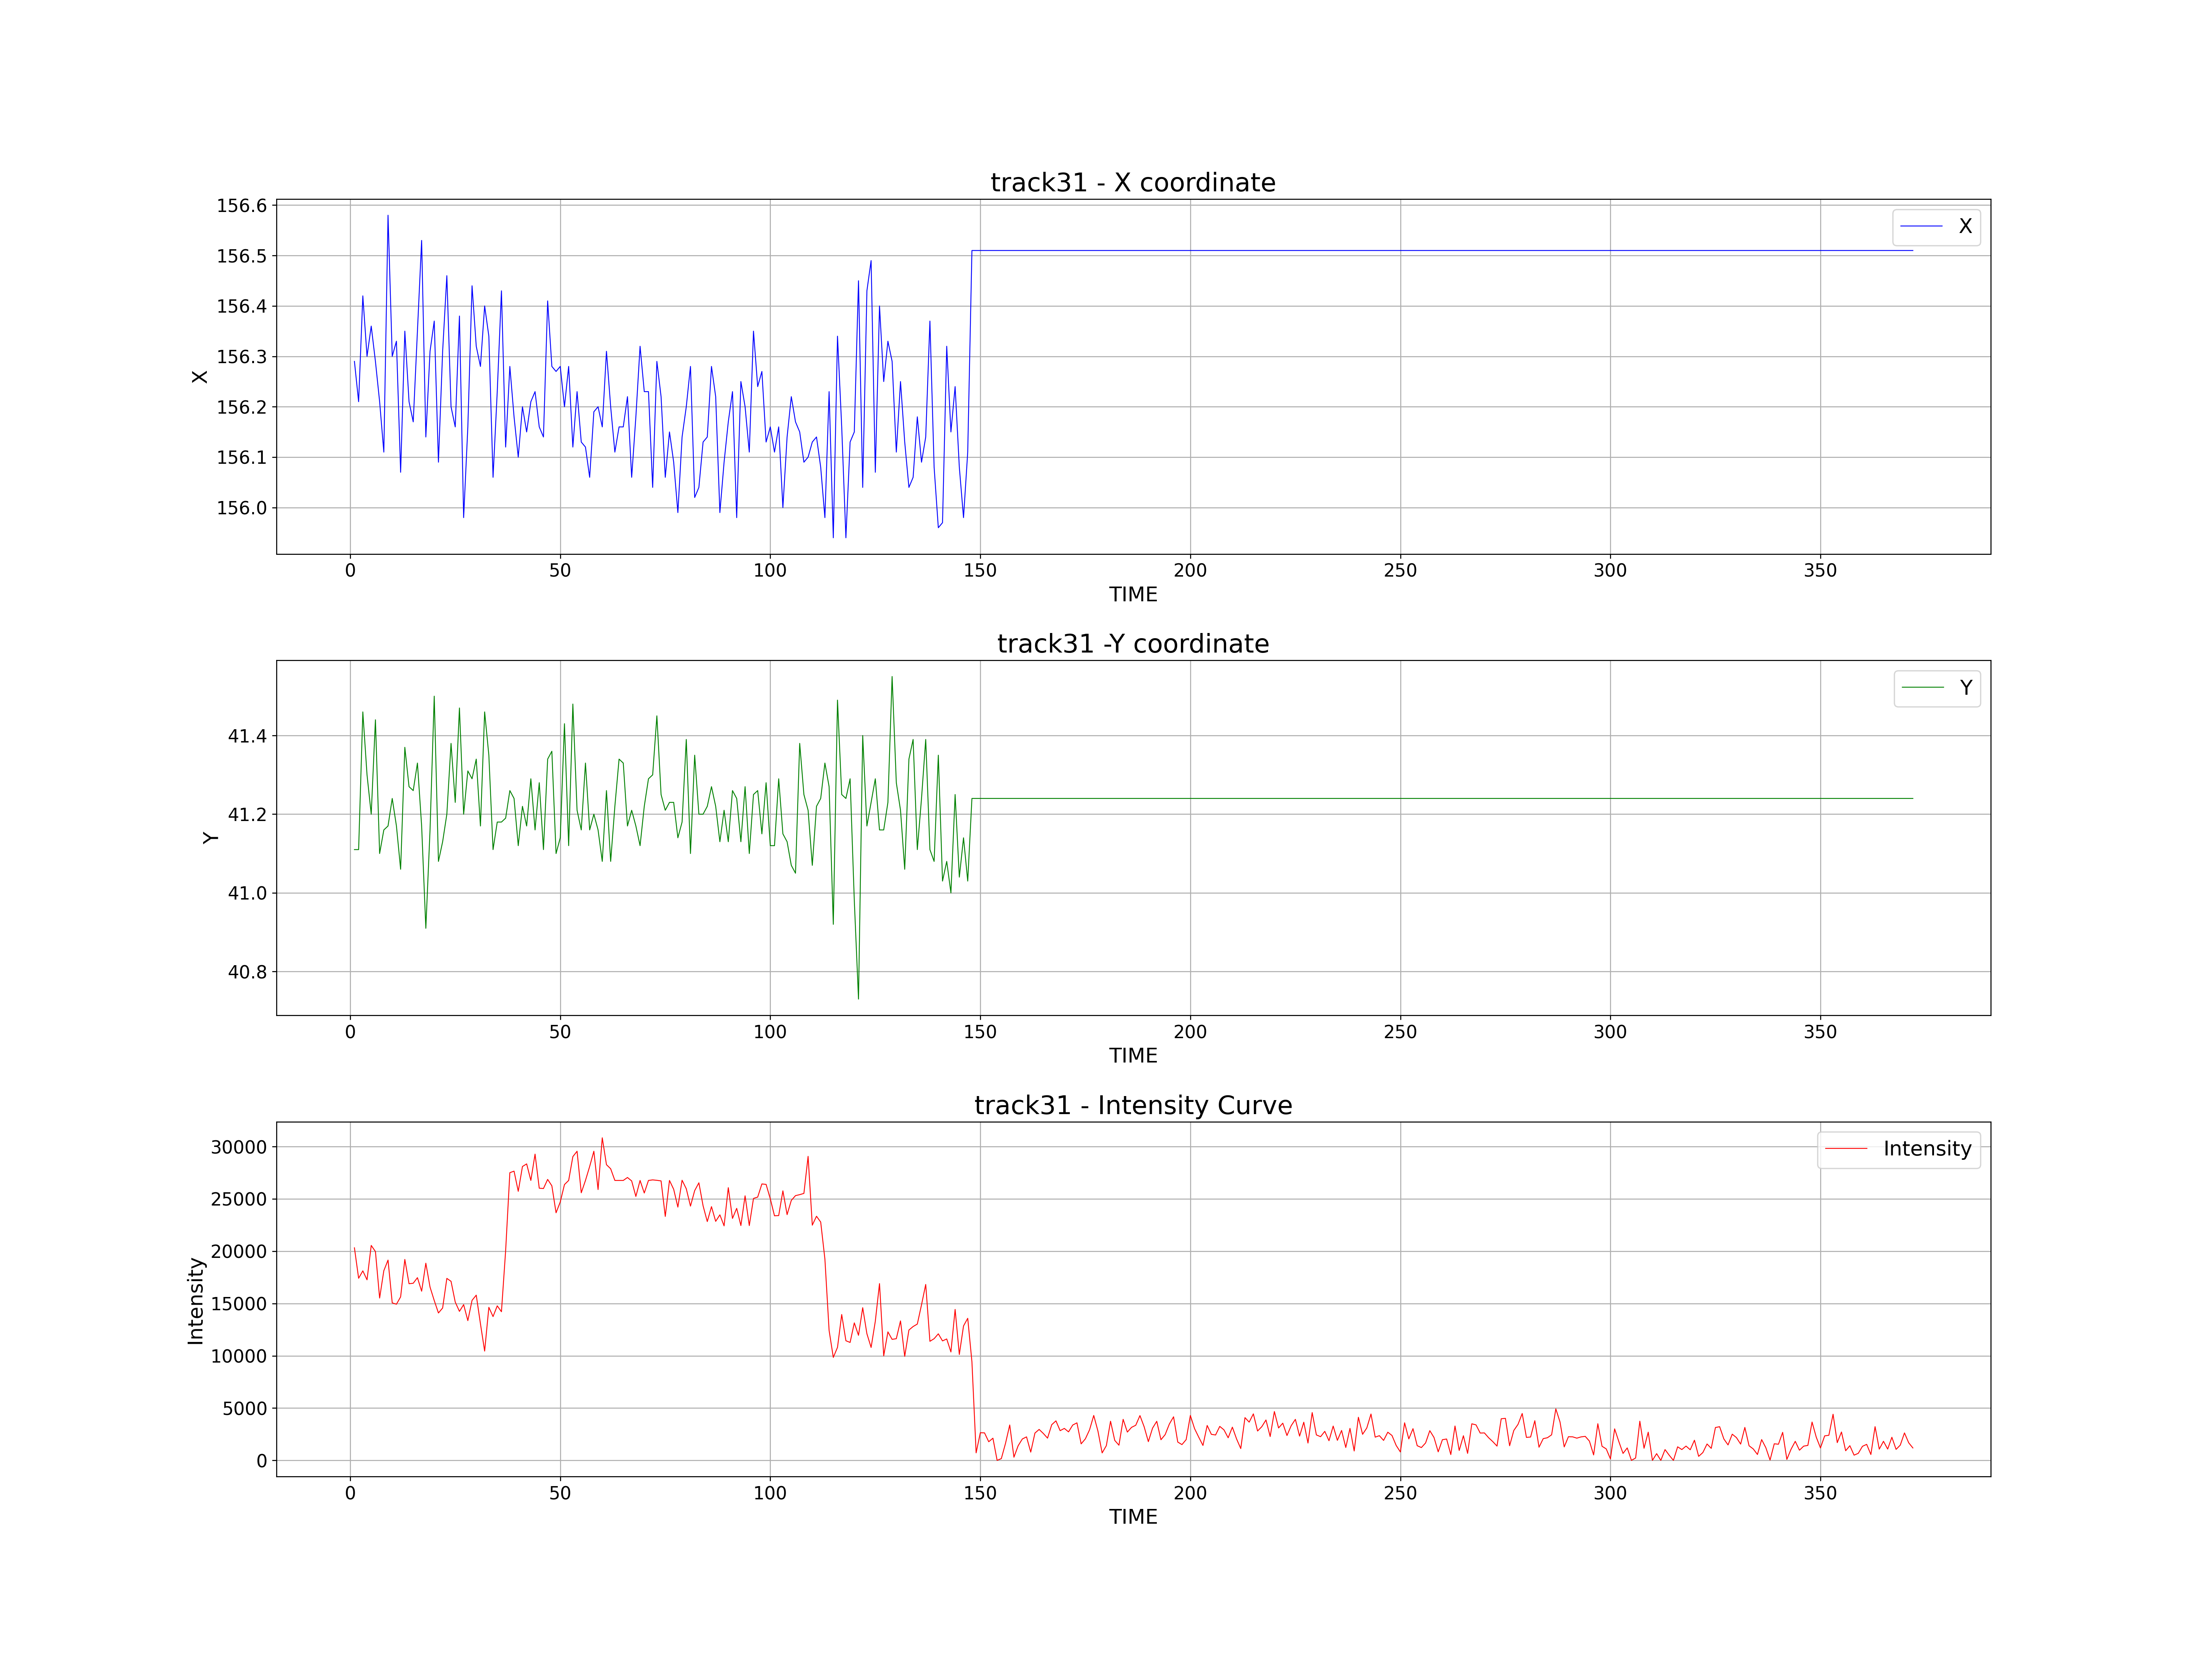 track31 - X coordinate
156.6
156.5
156.4
156.3
156.2
156.1
156.0
X
X
0 50 100 150 200 250 300 350
TIME
track31 -Y coordinate
41.4
41.2
41.0
40.8
Y
Y
0 50 100 150 200 250 300 350
TIME
track31 - Intensity Curve
30000
25000
20000
15000
10000
5000
0
Intensity
Intensity
0 50 100 150 200 250 300 350
TIME